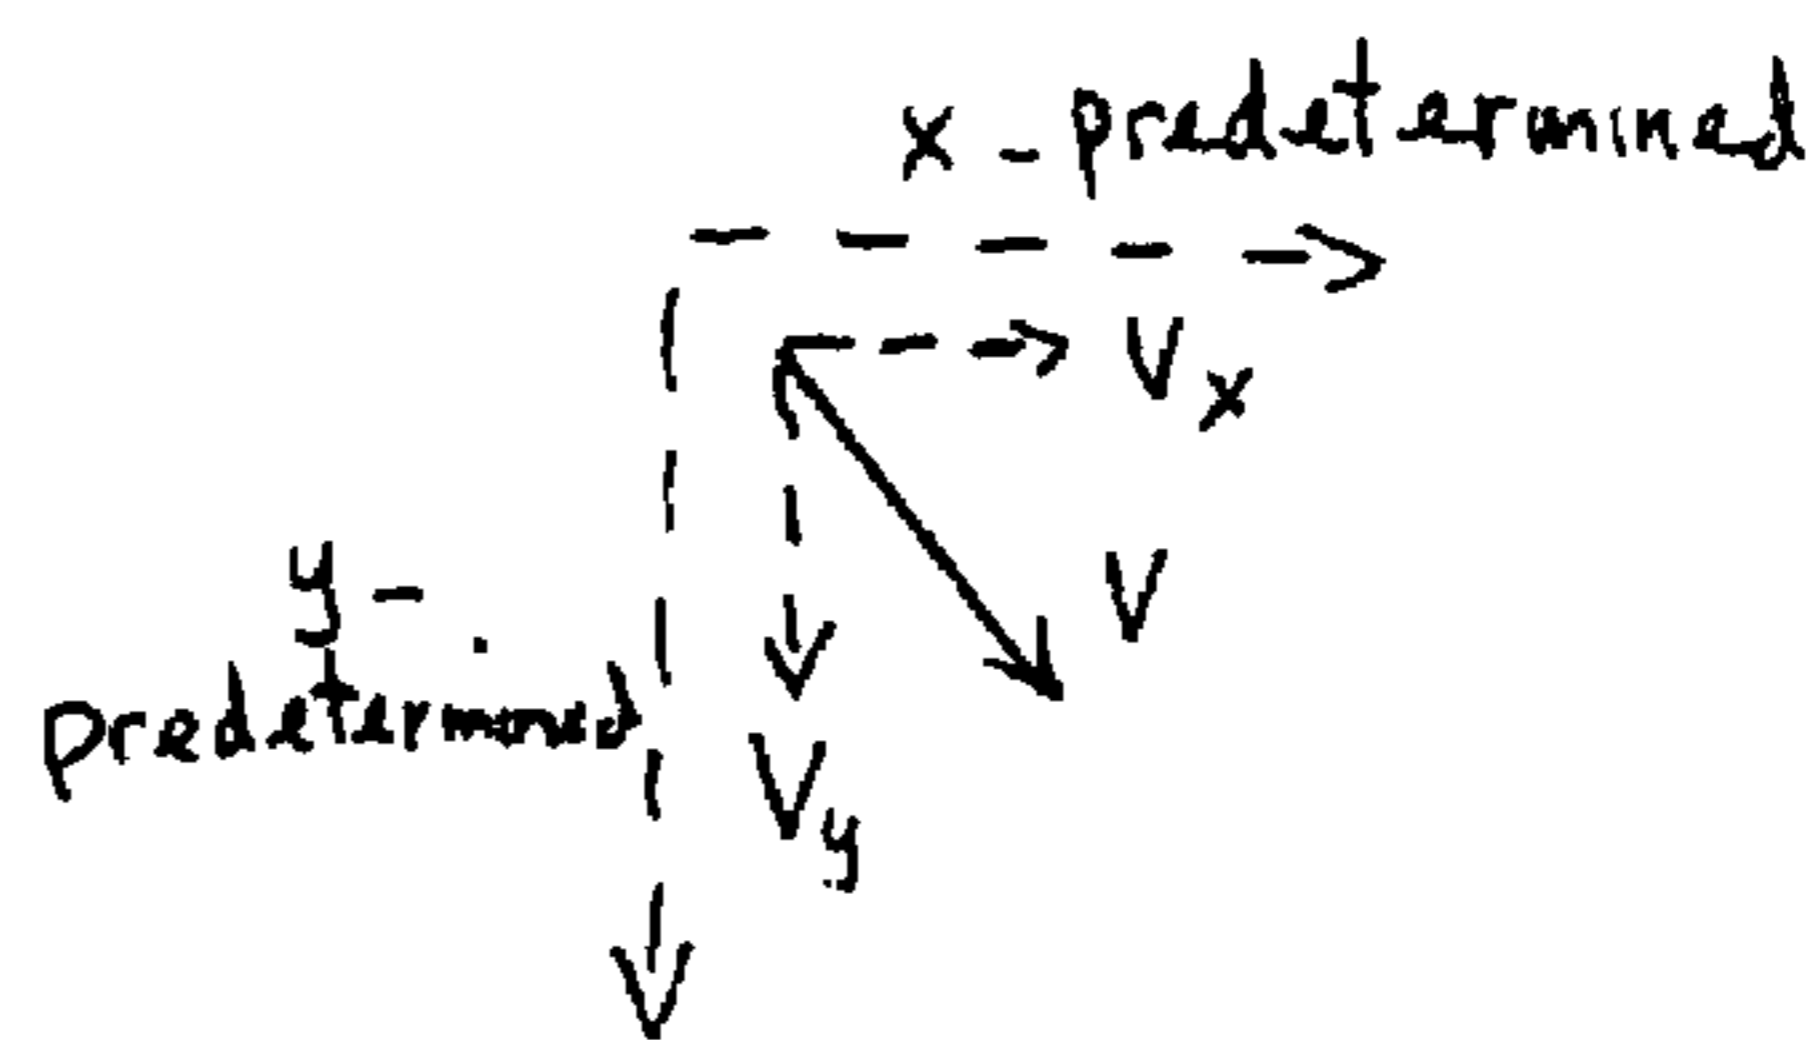 x - predetermined
Vx
V
y -
predetermined
Vy